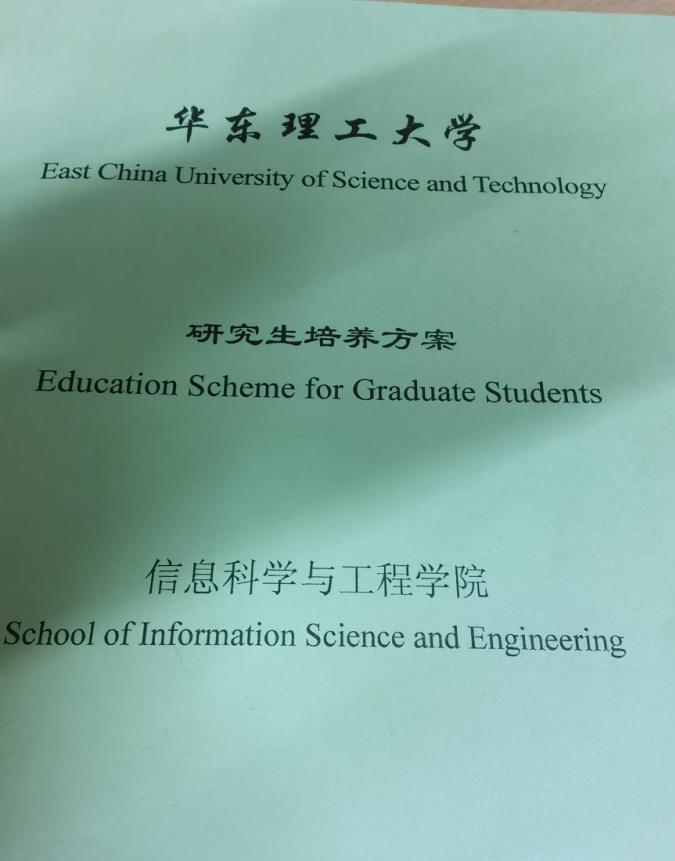 华东理工大学
East China University of Science and Technology
研究生培养方案
Education Scheme for Graduate Students
信息科学与工程学院
School of Information Science and Engineering